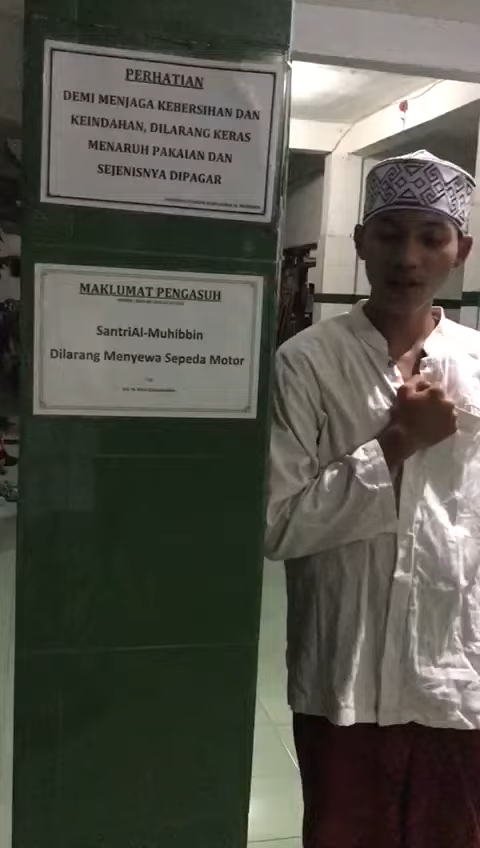 PERHATIAN
DEMI MENJAGA KEBERSIHAN DAN
KEINDAHAN, DILARANG KERAS
MENARUH PAKAIAN DAN
SEJENISNYA DIPAGAR
MAKLUMAT PENGASUH
SantriAl-Muhibbin
Dilarang Menyewa Sepeda Motor